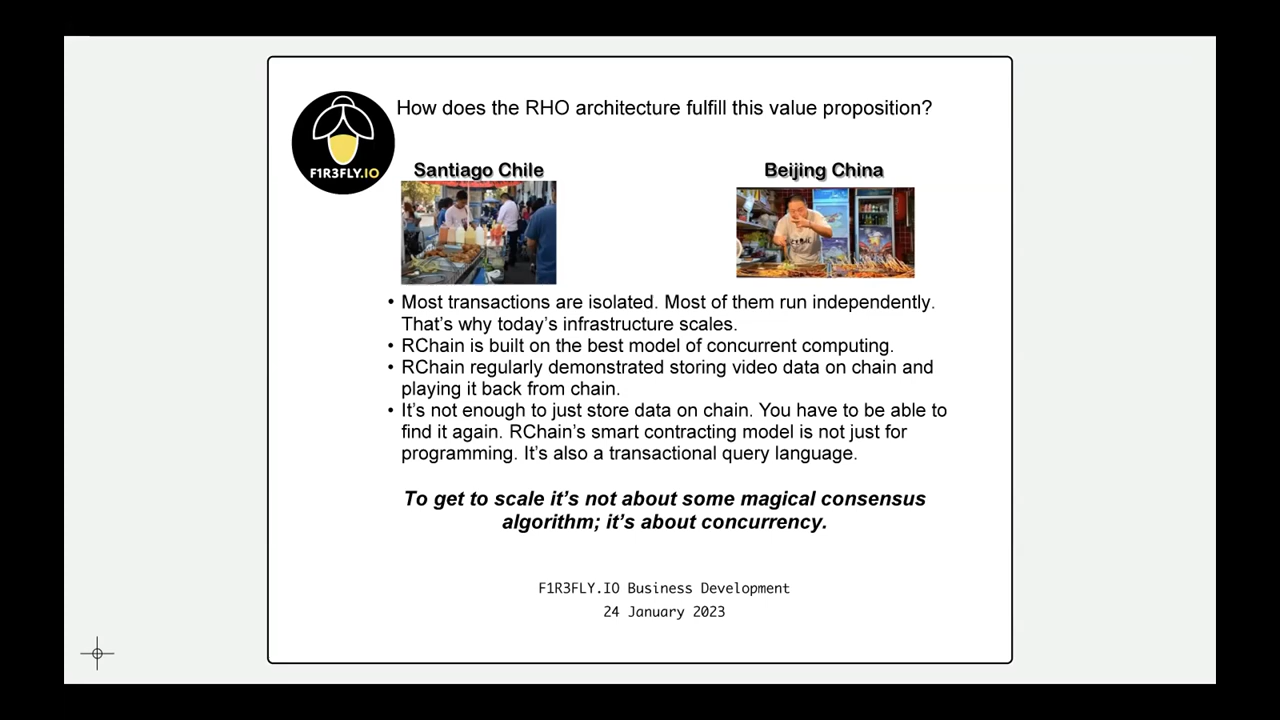 How does the RHO architecture fulfill this value proposition?
F1R3FLY.IO
Santiago Chile
Beijing China
• Most transactions are isolated. Most of them run independently.
That’s why today’s infrastructure scales.
• RChain is built on the best model of concurrent computing.
• RChain regularly demonstrated storing video data on chain and
playing it back from chain.
• It’s not enough to just store data on chain. You have to be able to
find it again. RChain’s smart contracting model is not just for
programming. It’s also a transactional query language.
To get to scale it’s not about some magical consensus
algorithm; it’s about concurrency.
F1R3FLY.IO Business Development
24 January 2023